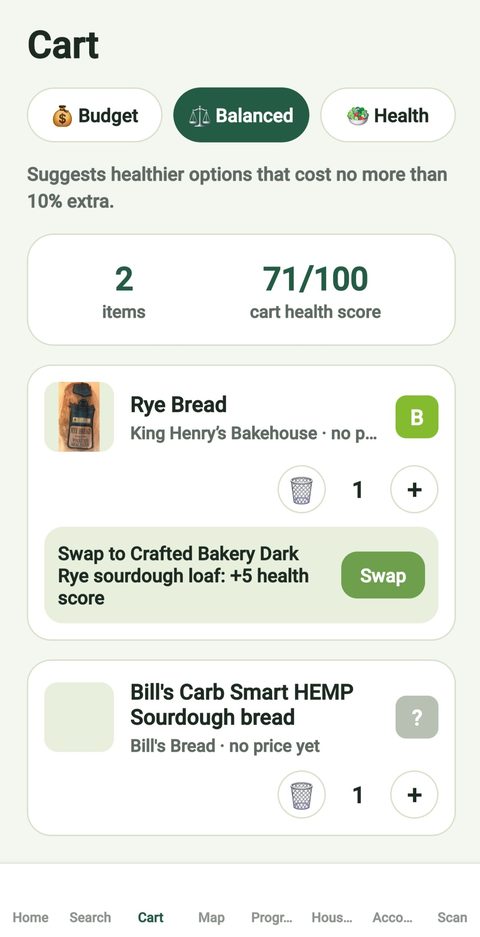 Cart
Budget
Balanced
Health
Suggests healthier options that cost no more than
10% extra.
2
71/100
items
cart health score
Rye Bread
King Henry's Bakehouse · no p...
B
1
+
Swap to Crafted Bakery Dark
Rye sourdough loaf: +5 health
score
Swap
Bill's Carb Smart HEMP
Sourdough bread
Bill's Bread · no price yet
?
1
+
Home
Search
Cart
Map
Progr...
Hous...
Acco...
Scan